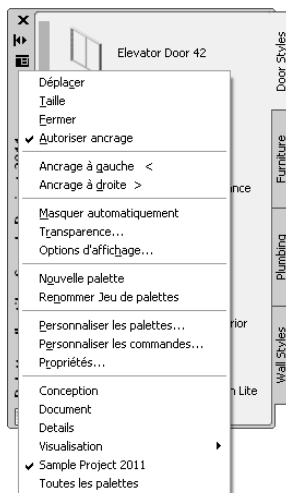 Elevator Door 42
Door Styles
Déplacer
Taille
Fermer
Autoriser ancrage
Ancrage à gauche <
Ancrage à droite >
Masquer automatiquement
Transparence...
Options d'affichage...
Nouvelle palette
Renommer Jeu de palettes
Personnaliser les palettes...
Personnaliser les commandes...
Propriétés...
Conception
Document
Details
Visualisation
Sample Project 2011
Toutes les palettes
Furniture
Plumbing
Wall Styles
Lite